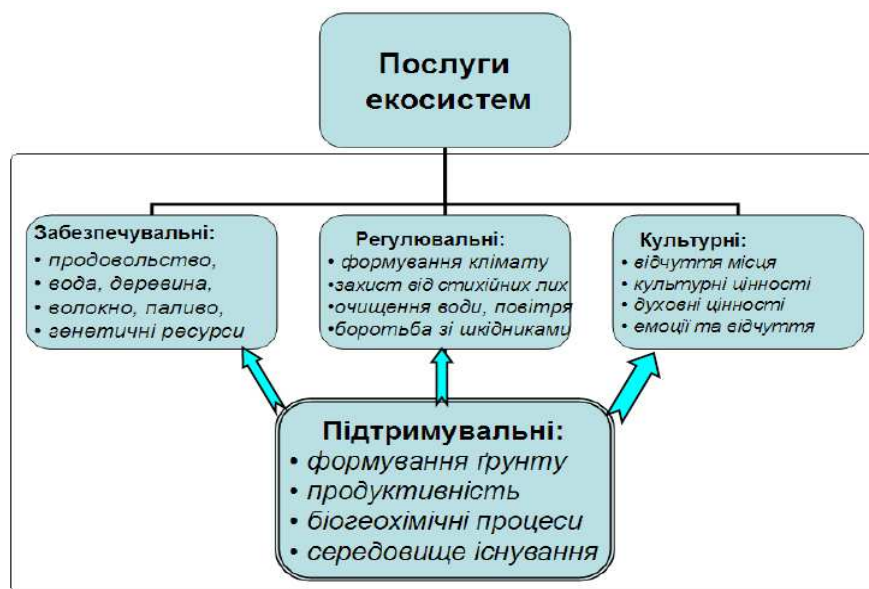 Послуги
екосистем
Забезпечувальні:
• продовольство,
• вода, деревина,
• волокно, паливо,
• генетичні ресурси
Регулювальні:
• формування клімату
•захист від стихійних лих
•очищення води, повітря
•боротьба зі шкідниками
Культурні:
• відчуття місця
• культурні цінності
• духовні цінності
• емоції та відчуття
Підтримувальні:
• формування ґрунту
• продуктивність
• біогеохімічні процеси
• середовище існування